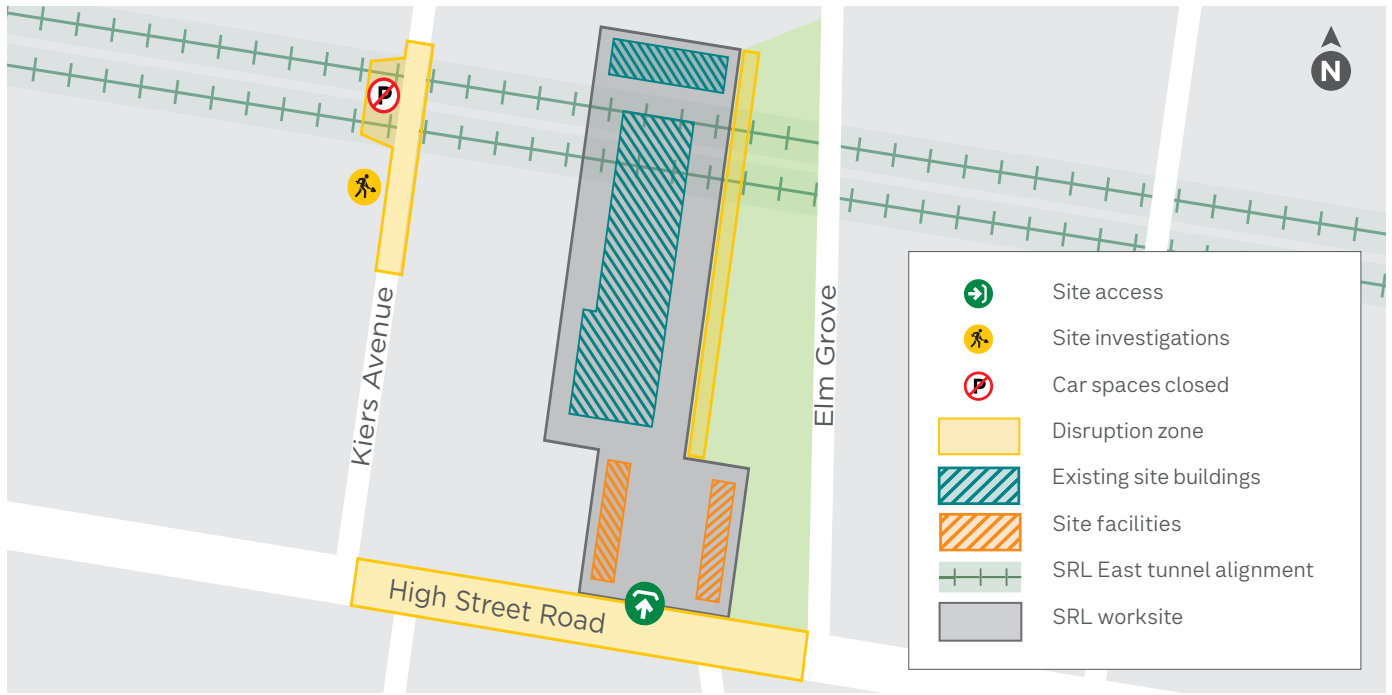 N
P
Kiers Avenue
Elm Grove
High Street Road
Site access
Site investigations
P
Car spaces closed
Disruption zone
Existing site buildings
Site facilities
SRL East tunnel alignment
SRL worksite